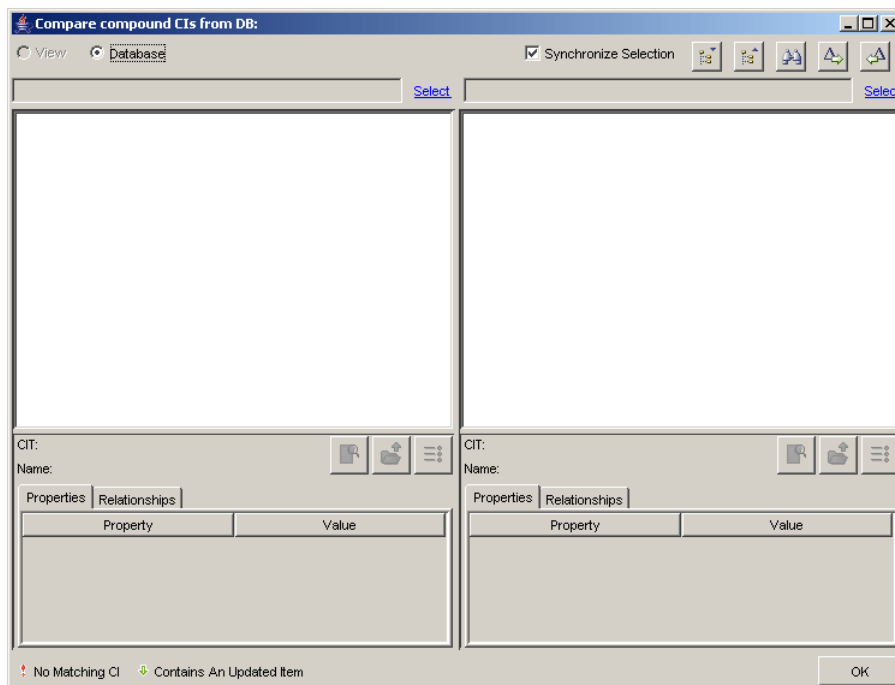 Compare compound CIs from DB:
View Database Synchronize Selection
Select Selec
CIT: CIT:
Name: Name:
Properties Relationships Properties Relationships
Property Value Property Value
No Matching CI Contains An Updated Item OK